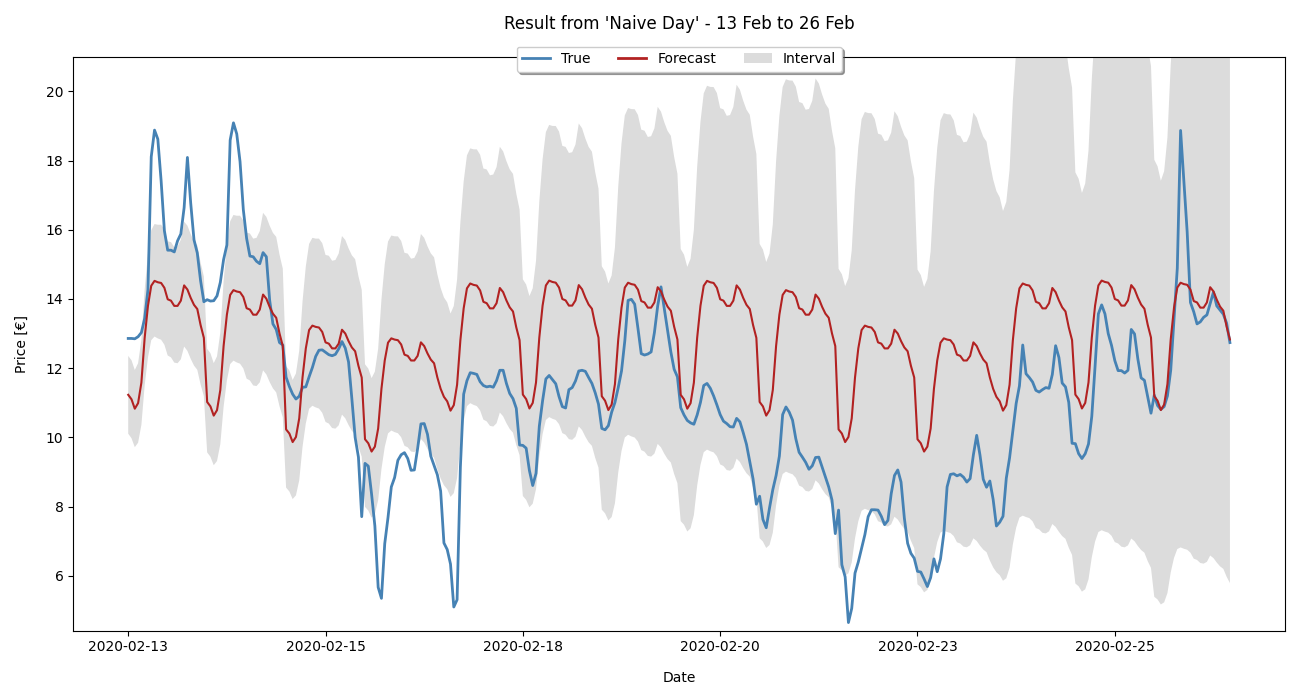 Result from 'Naive Day' - 13 Feb to 26 Feb
True Forecast Interval
20
18
16
14
12
10
8
6
Price [€]
2020-02-13 2020-02-15 2020-02-18 2020-02-20 2020-02-23 2020-02-25
Date